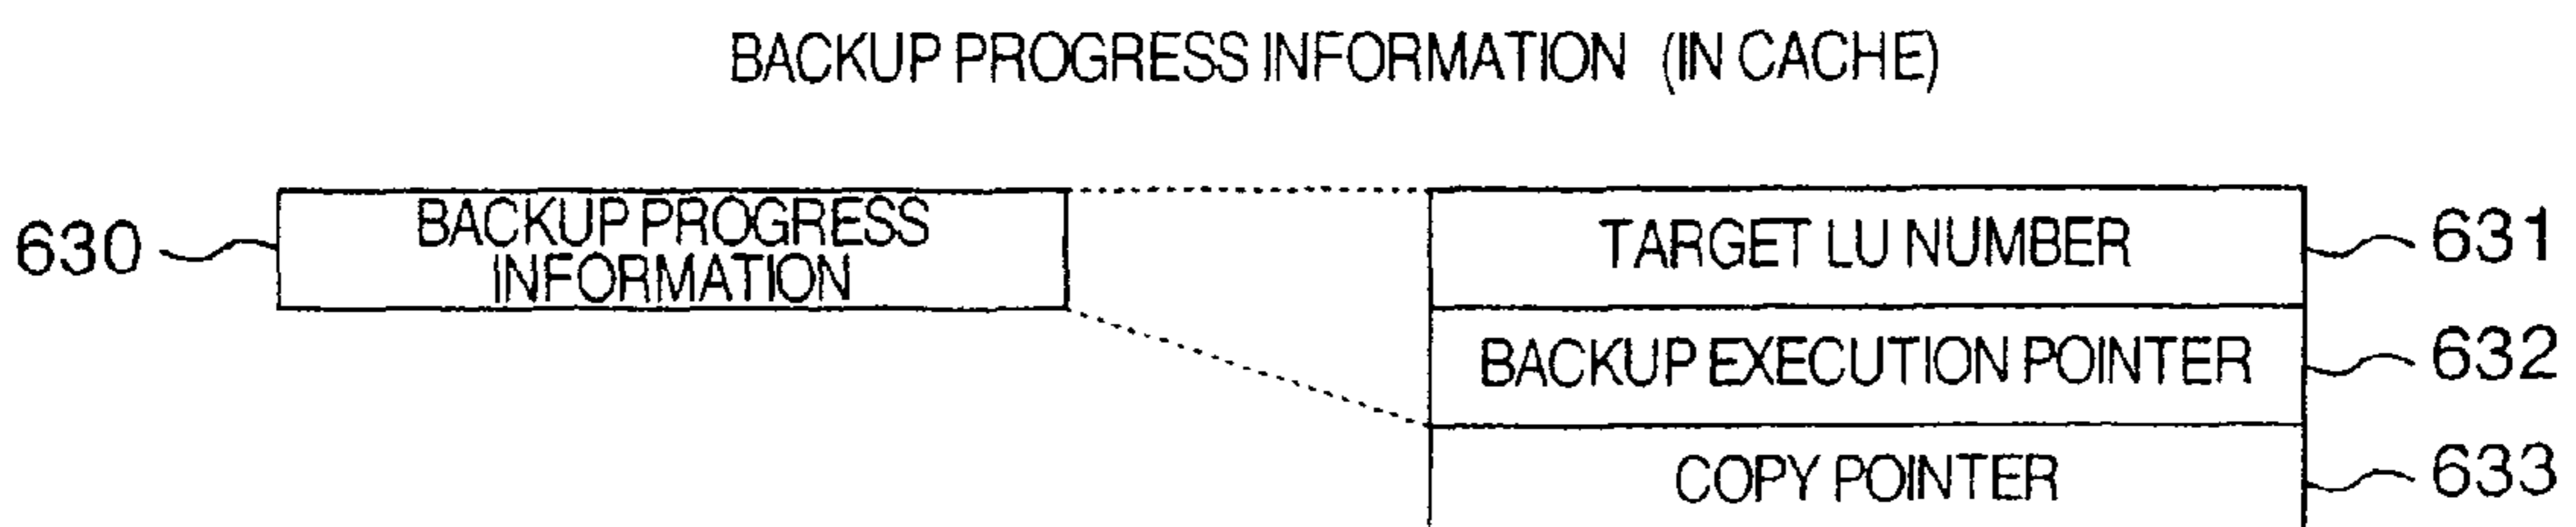 BACKUP PROGRESS INFORMATION (IN CACHE)
630
BACKUP PROGRESS
INFORMATION
TARGET LU NUMBER
631
BACKUP EXECUTION POINTER
632
COPY POINTER
633